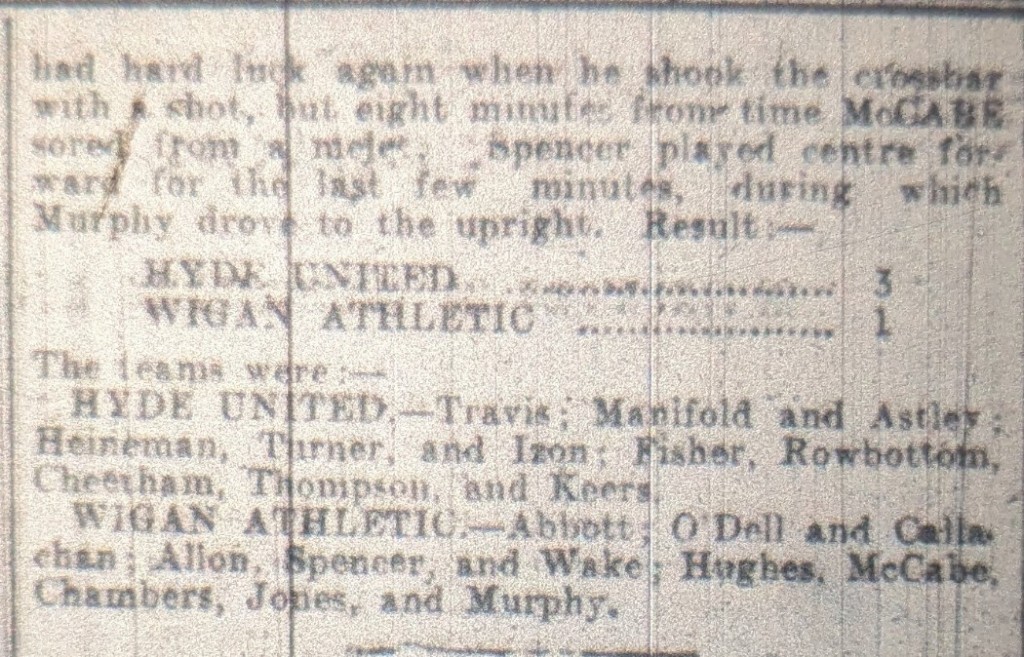 had hard luck again when he shook the crossbar
with a shot, but eight minutes from time McCABE
sored from a melee. Spencer played centre for-
ward for the last few minutes, during which
Murphy drove to the upright. Result:—
HYDE UNITED ........................ 3
WIGAN ATHLETIC ........................ 1
The teams were:—
HYDE UNITED.—Travis; Manifold and Astley;
Heineman, Turner, and Izon; Fisher, Rowbottom,
Cheetham, Thompson, and Keers.
WIGAN ATHLETIC.—Abbott; O'Dell and Calla-
ghan; Allon, Spencer, and Wake; Hughes, McCabe,
Chambers, Jones, and Murphy.